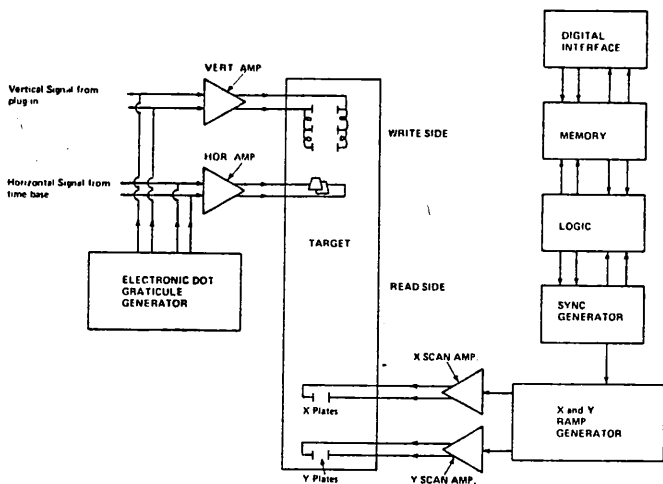 VERT AMP
Vertical Signal from
plug in
WRITE SIDE
HOR AMP
Horizontal Signal from
time base
TARGET
ELECTRONIC DOT
GRATICULE
GENERATOR
READ SIDE
X SCAN AMP.
X Plates
Y Plates
Y SCAN AMP.
DIGITAL
INTERFACE
MEMORY
LOGIC
SYNC
GENERATOR
X and Y
RAMP
GENERATOR